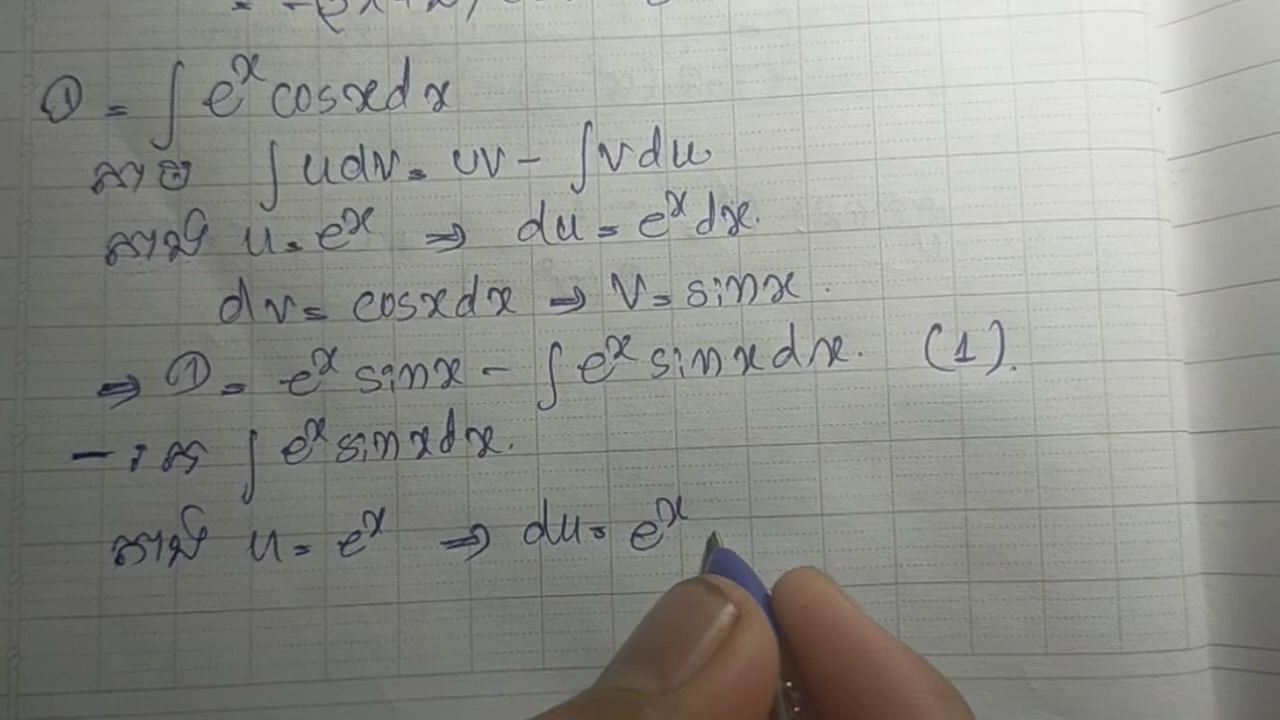 ① = ∫ eˣ cosx dx
∫ u dv = uv - ∫ v du
u = eˣ ⇒ du = eˣ dx.
dv = cosx dx ⇒ v = sinx.
⇒ ① = eˣ sinx - ∫ eˣ sinx dx. (1).
- ∫ eˣ sinx dx.
u = eˣ ⇒ du = eˣ